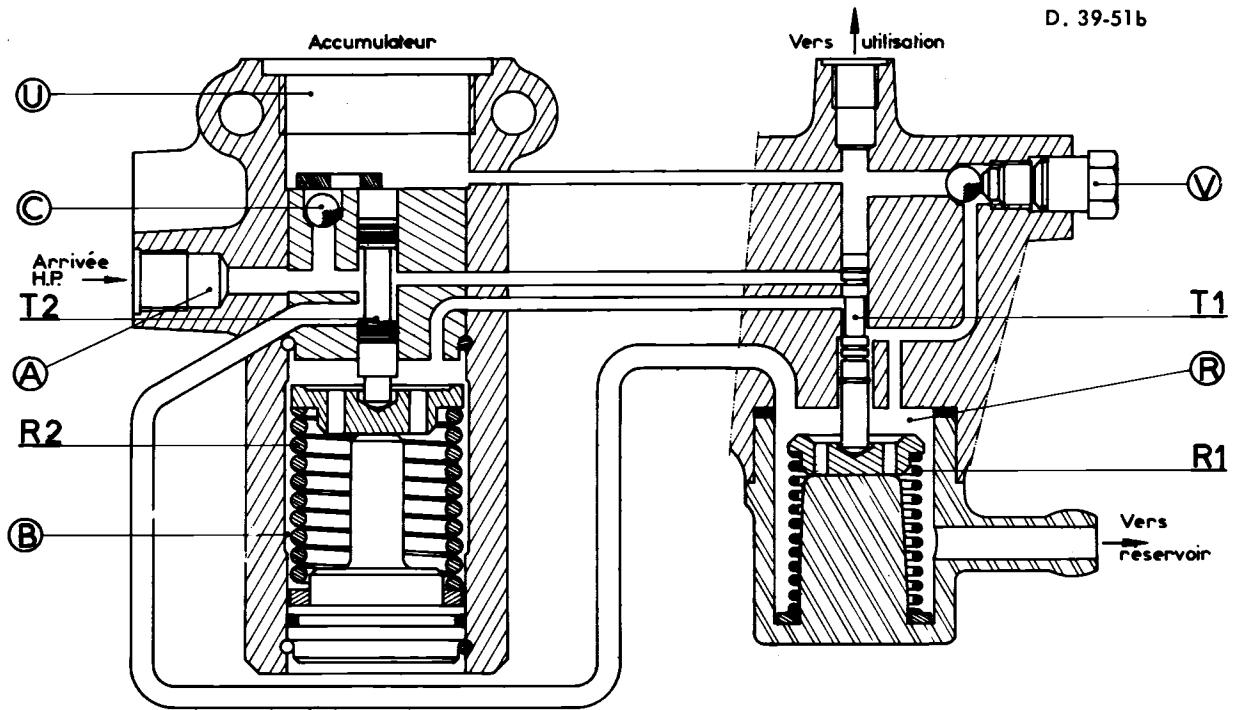 D. 39-51b
Accumulateur
Vers utilisation
U
C
V
Arrivée
H.P.
T2
T1
A
R
R2
R1
B
Vers
reservoir